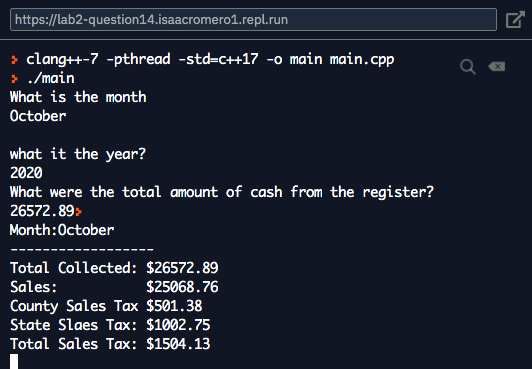 https://lab2-question14.isaacromero1.repl.run
> clang++-7 -pthread -std=c++17 -o main main.cpp
> ./main
What is the month
October
what it the year?
2020
What were the total amount of cash from the register?
26572.89>
Month:October
------------------
Total Collected: $26572.89
Sales:           $25068.76
County Sales Tax $501.38
State Slaes Tax: $1002.75
Total Sales Tax: $1504.13